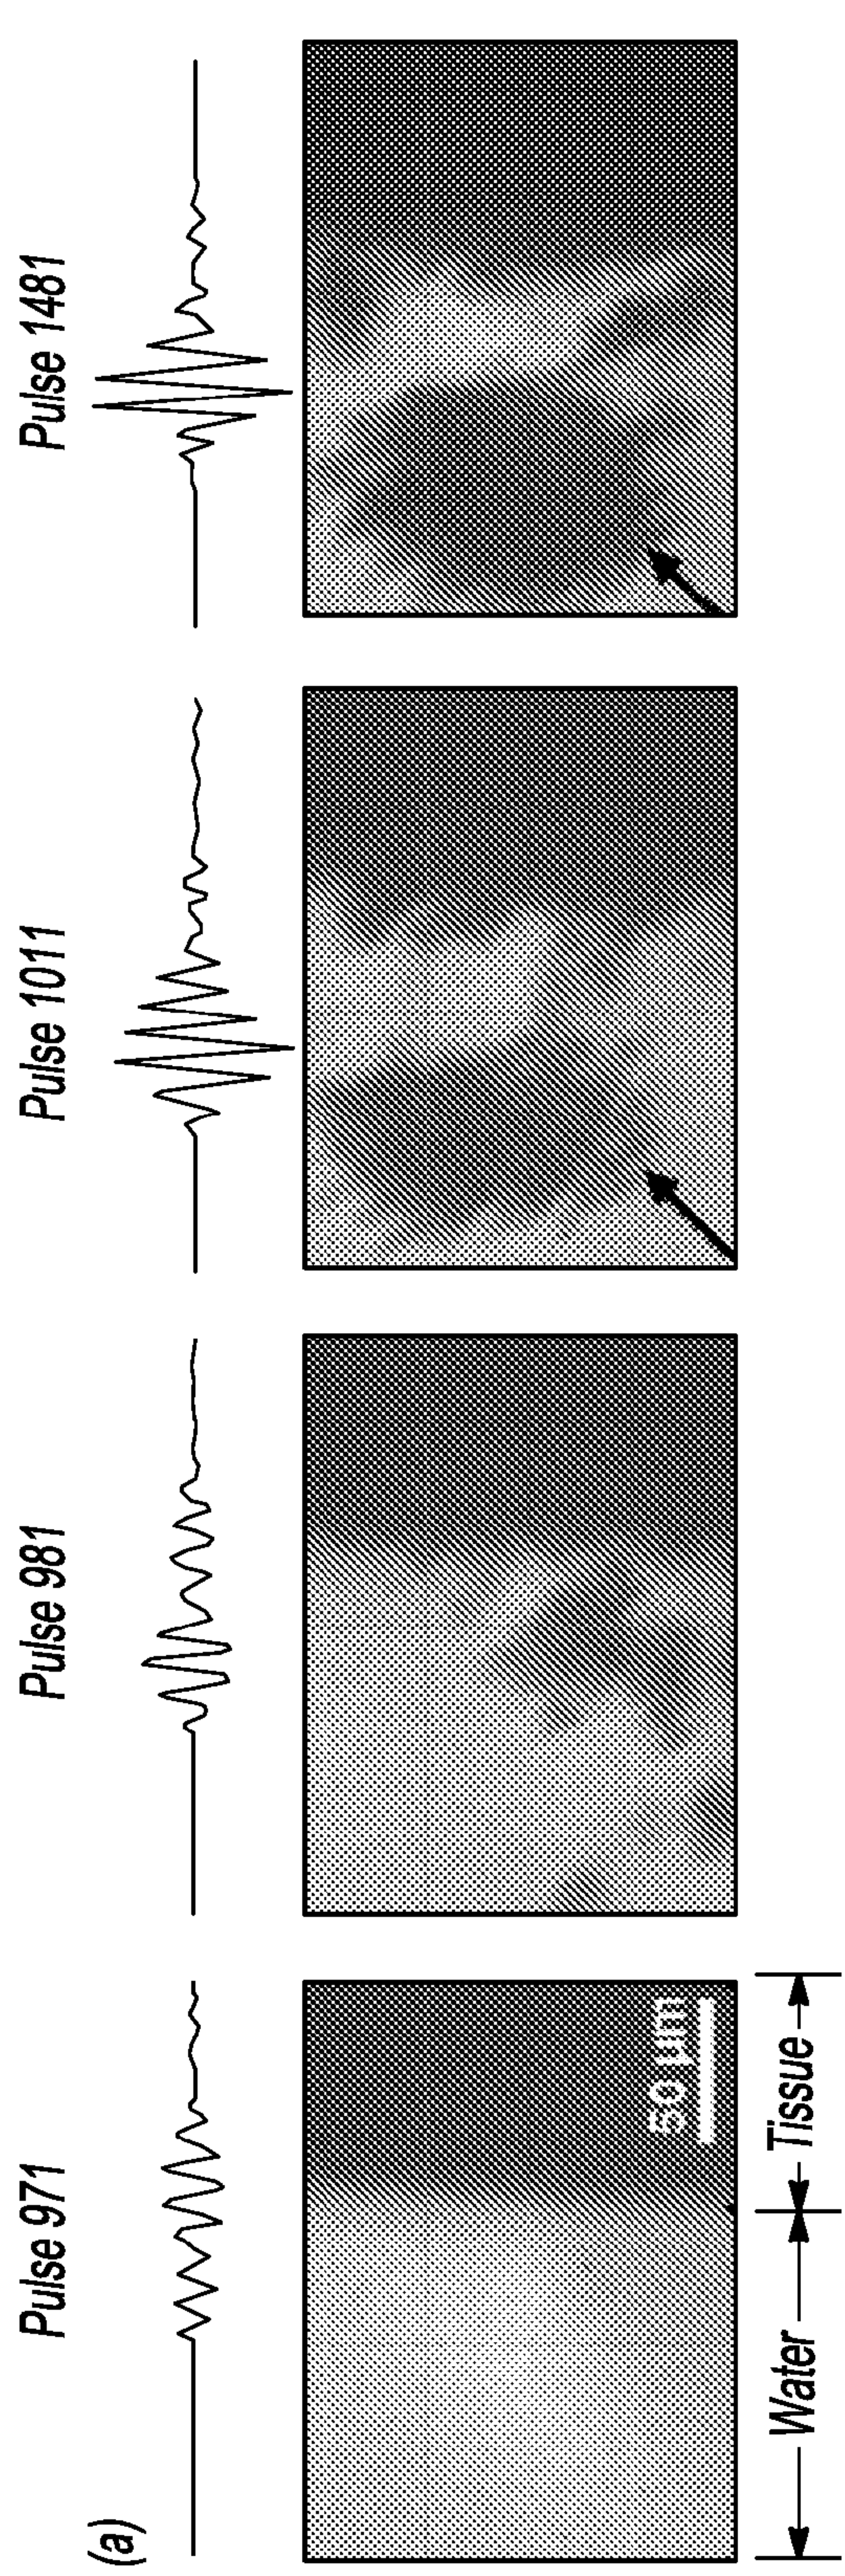 (a)
Pulse 971
Pulse 981
Pulse 1011
Pulse 1481
50 μm
Water
Tissue